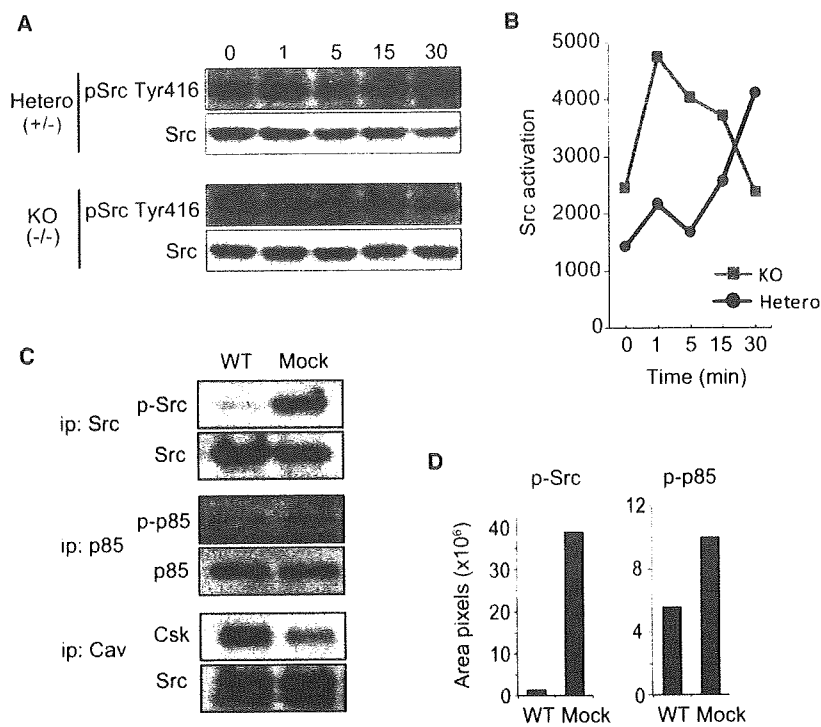 A
0 1 5 15 30
Hetero
(+/-)
pSrc Tyr416
Src
KO
(-/-)
pSrc Tyr416
Src
B
5000
4000
3000
2000
1000
0
Src activation
KO
Hetero
0 1 5 15 30
Time (min)
C
WT Mock
ip: Src
p-Src
Src
ip: p85
p-p85
p85
ip: Cav
Csk
Src
D
p-Src
Area pixels (x10⁶)
40
30
20
10
0
WT Mock
p-p85
12
8
4
0
WT Mock